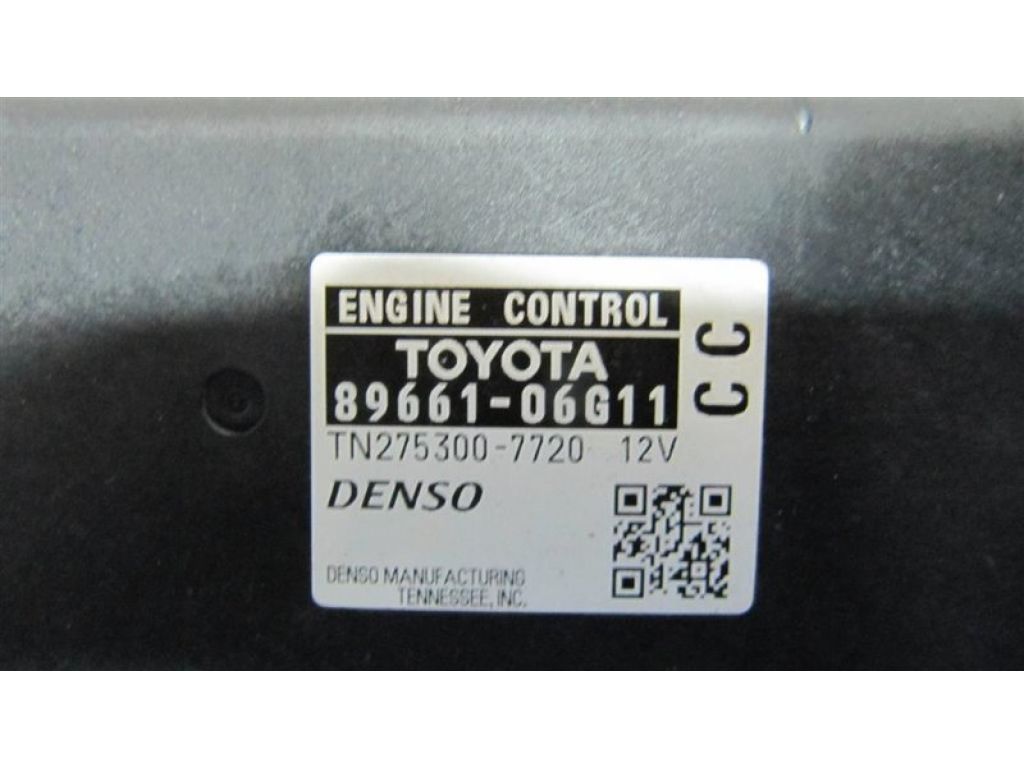 ENGINE CONTROL
TOYOTA
89661-06G11
CC
TN275300-7720 12V
DENSO
DENSO MANUFACTURING
TENNESSEE, INC.